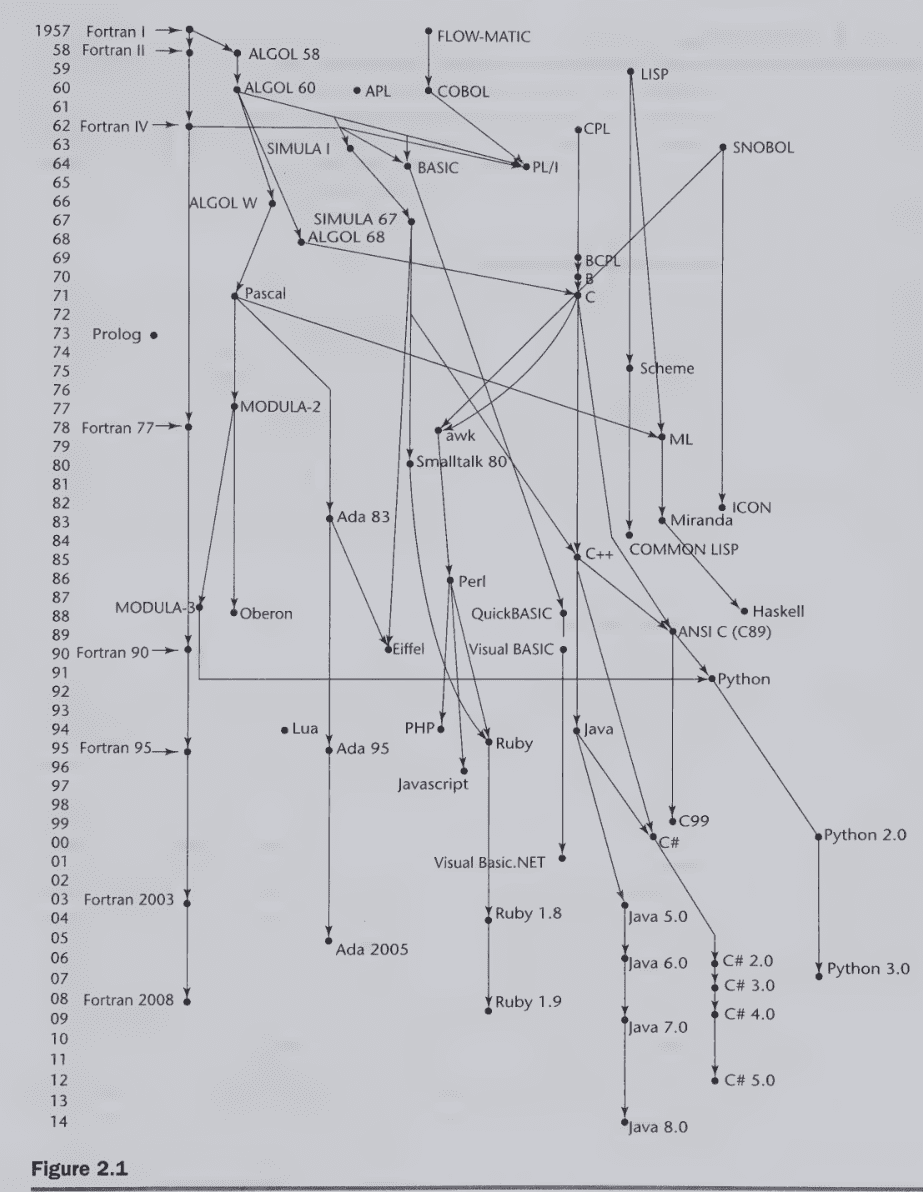 1957 Fortran I
FLOW-MATIC
58 Fortran II
ALGOL 58
59
LISP
60
ALGOL 60
APL
COBOL
61
62 Fortran IV
CPL
63
SIMULA I
SNOBOL
64
BASIC
PL/I
65
66
ALGOL W
67
SIMULA 67
68
ALGOL 68
69
BCPL
70
B
71
Pascal
C
72
73
Prolog
74
75
Scheme
76
77
MODULA-2
78 Fortran 77
awk
ML
79
80
Smalltalk 80
81
82
ICON
83
Ada 83
Miranda
84
COMMON LISP
85
C++
86
Perl
87
MODULA-3
88
Oberon
QuickBASIC
Haskell
89
ANSI C (C89)
90 Fortran 90
Eiffel
Visual BASIC
91
Python
92
93
94
Lua
PHP
Java
95 Fortran 95
Ada 95
Ruby
96
Javascript
97
98
99
C99
00
C#
Python 2.0
01
Visual Basic.NET
02
03 Fortran 2003
04
Ruby 1.8
Java 5.0
05
Ada 2005
06
Java 6.0
C# 2.0
Python 3.0
07
C# 3.0
08 Fortran 2008
Ruby 1.9
C# 4.0
09
Java 7.0
10
11
12
C# 5.0
13
14
Java 8.0
Figure 2.1